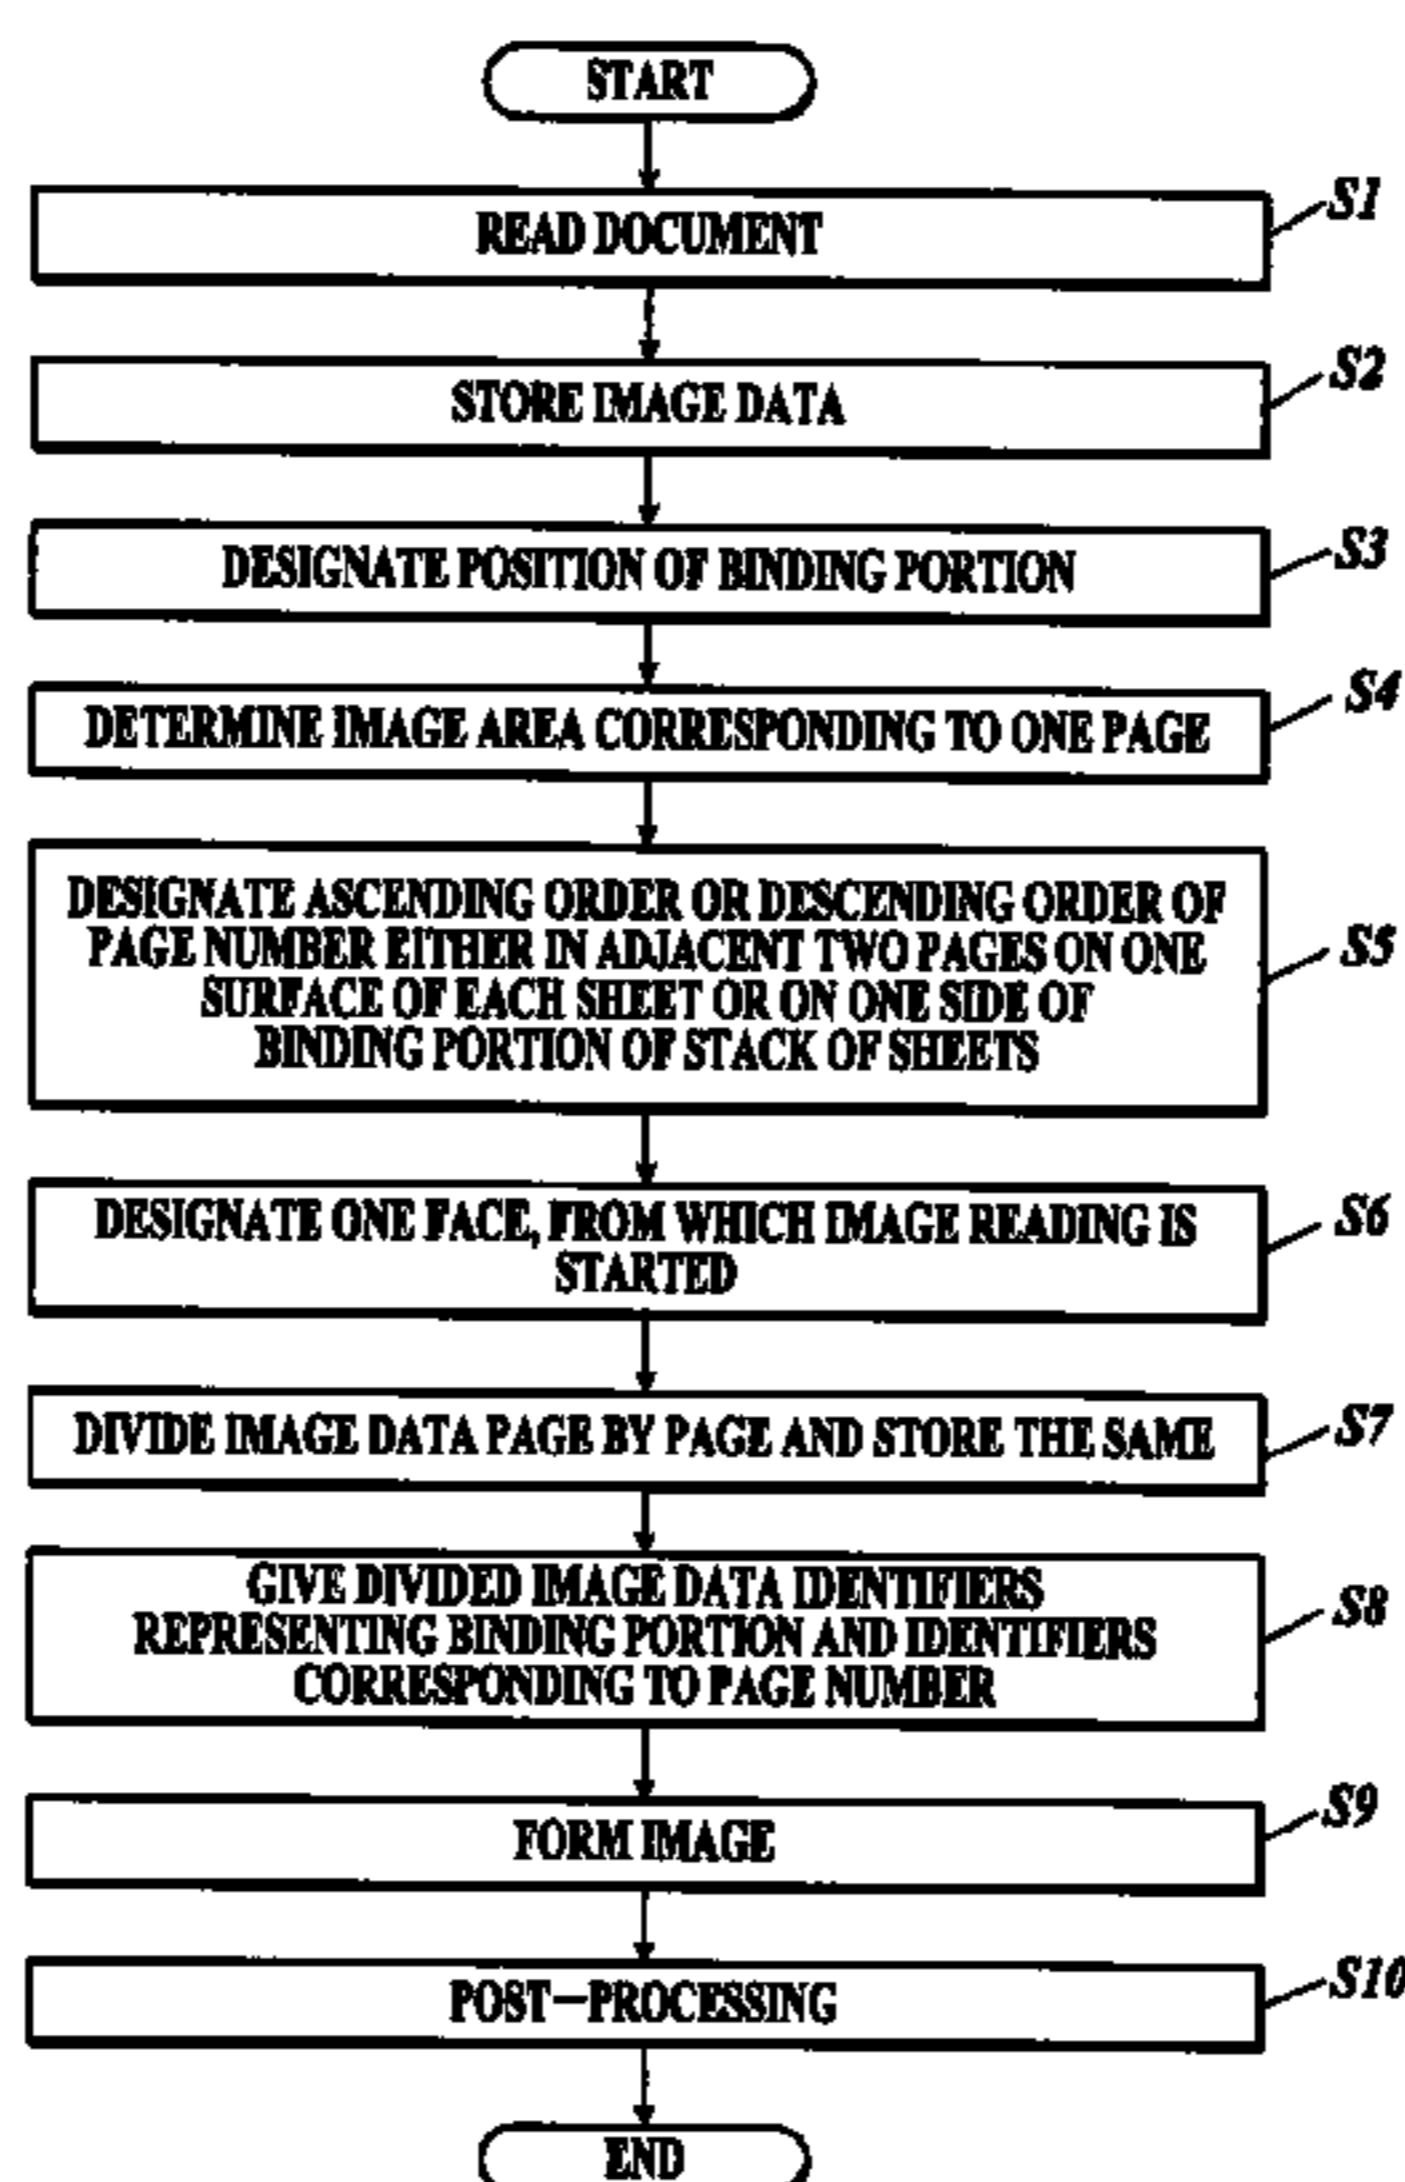 START
READ DOCUMENT
S1
STORE IMAGE DATA
S2
DESIGNATE POSITION OF BINDING PORTION
S3
DETERMINE IMAGE AREA CORRESPONDING TO ONE PAGE
S4
DESIGNATE ASCENDING ORDER OR DESCENDING ORDER OF
PAGE NUMBER EITHER IN ADJACENT TWO PAGES ON ONE
SURFACE OF EACH SHEET OR ON ONE SIDE OF
BINDING PORTION OF STACK OF SHEETS
S5
DESIGNATE ONE FACE, FROM WHICH IMAGE READING IS
STARTED
S6
DIVIDE IMAGE DATA PAGE BY PAGE AND STORE THE SAME
S7
GIVE DIVIDED IMAGE DATA IDENTIFIERS
REPRESENTING BINDING PORTION AND IDENTIFIERS
CORRESPONDING TO PAGE NUMBER
S8
FORM IMAGE
S9
POST-PROCESSING
S10
END